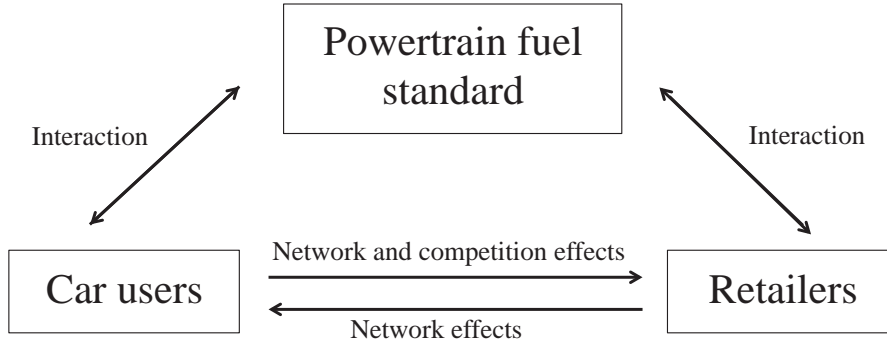 Powertrain fuel
standard
Interaction
Interaction
Network and competition effects
Car users
Retailers
Network effects